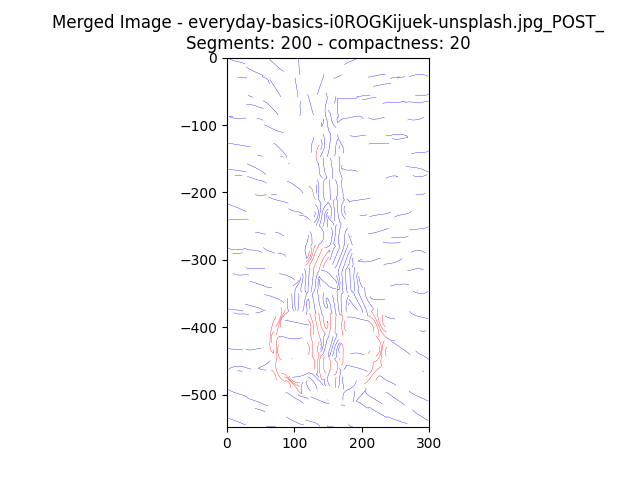 Merged Image - everyday-basics-i0ROGKijuek-unsplash.jpg_POST_
Segments: 200 - compactness: 20
0
−100
−200
−300
−400
−500
0 100 200 300